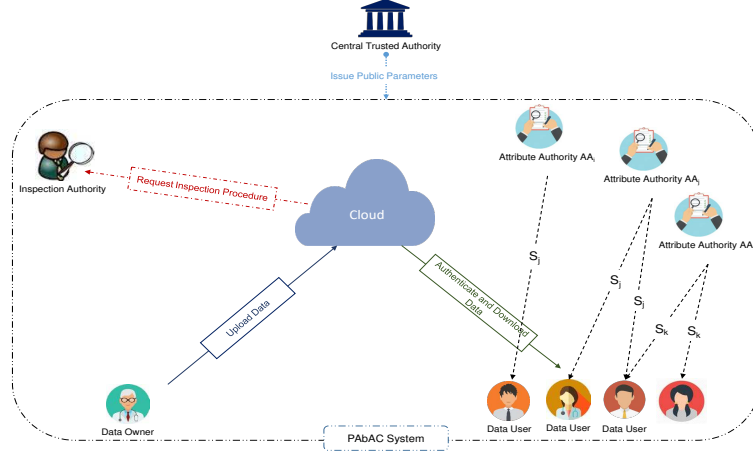 Central Trusted Authority
Issue Public Parameters
Attribute Authority AAi
Attribute Authority AAj
Attribute Authority AA
Inspection Authority
Request Inspection Procedure
Cloud
Upload Data
Authenticate and Download
Data
Sj
Sj
Sj
Sk
Sk
Data Owner
Data User
Data User
Data User
PAbAC System